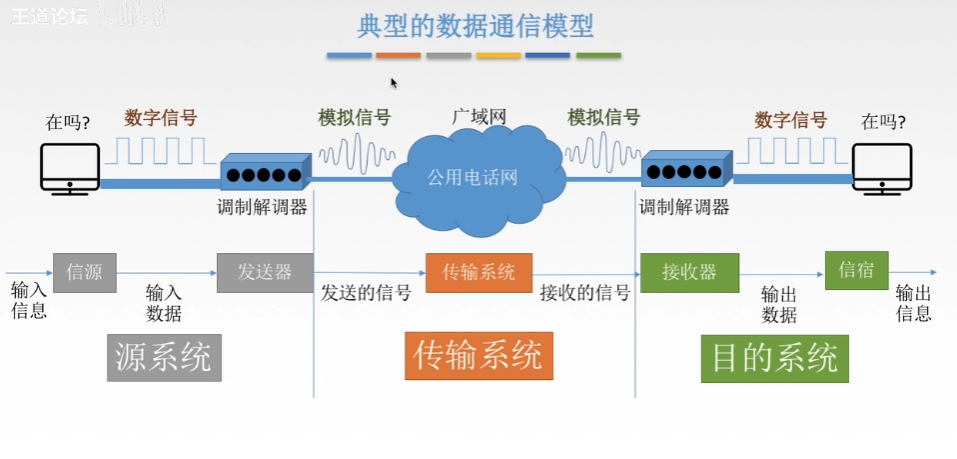 王道论坛
典型的数据通信模型
在吗?
数字信号
模拟信号
广域网
模拟信号
数字信号
在吗?
公用电话网
调制解调器
调制解调器
信源
发送器
传输系统
接收器
信宿
输入
信息
输入
数据
发送的信号
接收的信号
输出
数据
输出
信息
源系统
传输系统
目的系统